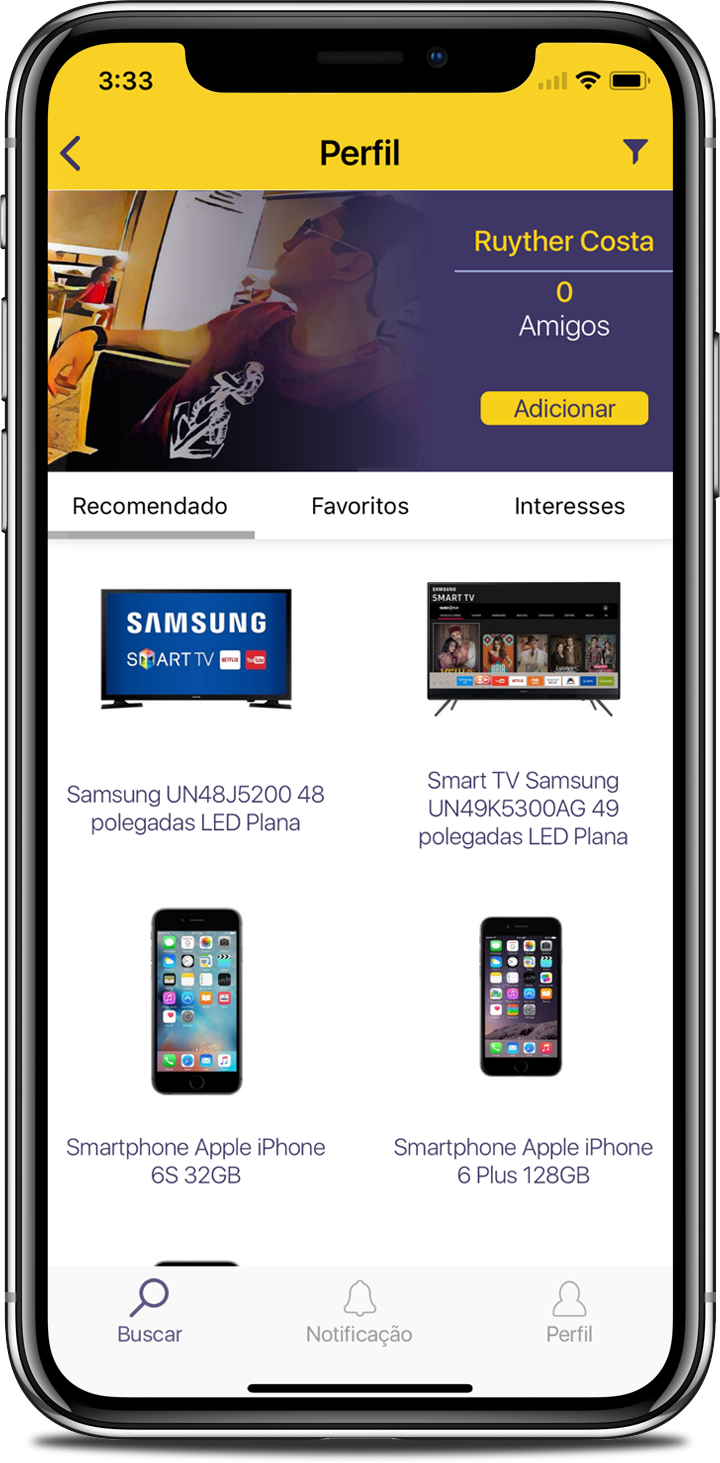 3:33
Perfil
Ruyther Costa
0
Amigos
Adicionar
Recomendado
Favoritos
Interesses
SAMSUNG
SMART TV
NETFLIX
YouTube
SAMSUNG
SMART TV
Samsung UN48J5200 48
polegadas LED Plana
Smart TV Samsung
UN49K5300AG 49
polegadas LED Plana
Smartphone Apple iPhone
6S 32GB
Smartphone Apple iPhone
6 Plus 128GB
Buscar
Notificação
Perfil